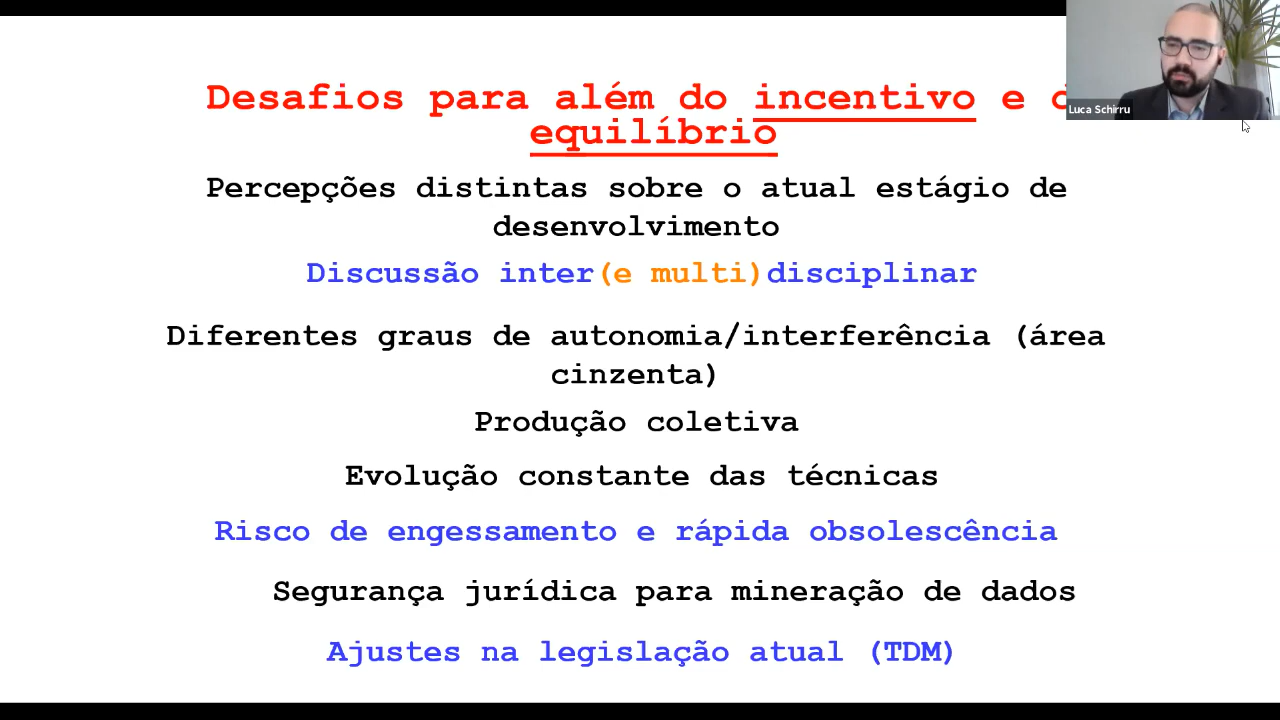 Desafios para além do incentivo e
equilíbrio
Luca Schirru
Percepções distintas sobre o atual estágio de
desenvolvimento
Discussão inter(e multi)disciplinar
Diferentes graus de autonomia/interferência (área
cinzenta)
Produção coletiva
Evolução constante das técnicas
Risco de engessamento e rápida obsolescência
Segurança jurídica para mineração de dados
Ajustes na legislação atual (TDM)